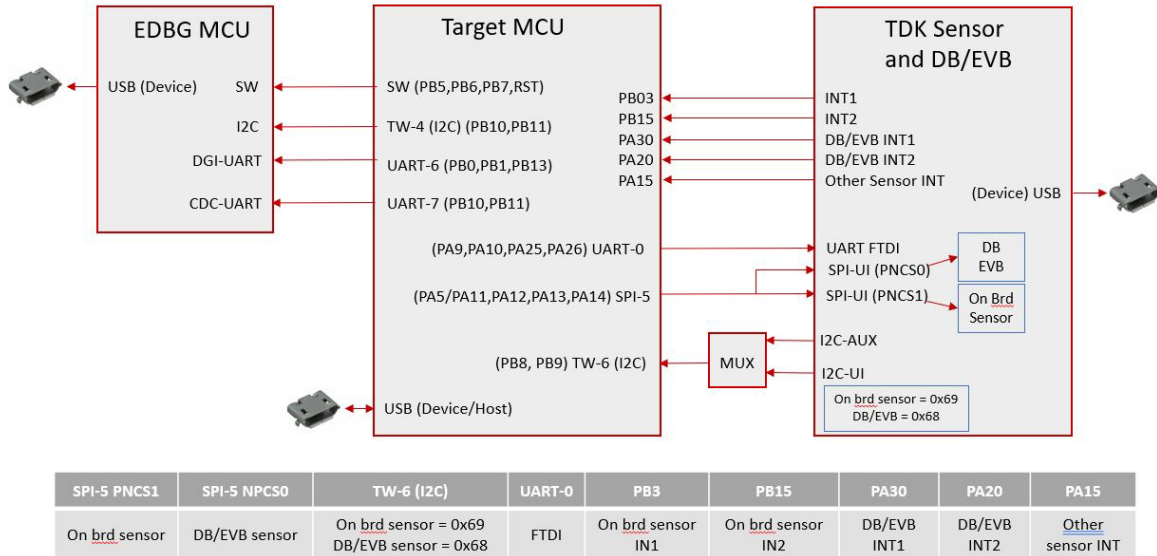 EDBG MCU
USB (Device)
SW
I2C
DGI-UART
CDC-UART
Target MCU
SW (PB5,PB6,PB7,RST)
TW-4 (I2C) (PB10,PB11)
UART-6 (PB0,PB1,PB13)
UART-7 (PB10,PB11)
PB03
PB15
PA30
PA20
PA15
(PA9,PA10,PA25,PA26) UART-0
(PA5/PA11,PA12,PA13,PA14) SPI-5
(PB8, PB9) TW-6 (I2C)
USB (Device/Host)
MUX
TDK Sensor
and DB/EVB
INT1
INT2
DB/EVB INT1
DB/EVB INT2
Other Sensor INT
(Device) USB
UART FTDI
SPI-UI (PNCS0)
SPI-UI (PNCS1)
DB
EVB
On Brd
Sensor
I2C-AUX
I2C-UI
On brd sensor = 0x69
DB/EVB = 0x68
SPI-5 PNCS1 SPI-5 NPCS0 TW-6 (I2C) UART-0 PB3 PB15 PA30 PA20 PA15
On brd sensor
DB/EVB sensor
On brd sensor = 0x69
DB/EVB sensor = 0x68
FTDI
On brd sensor
IN1
On brd sensor
IN2
DB/EVB
INT1
DB/EVB
INT2
Other
sensor INT